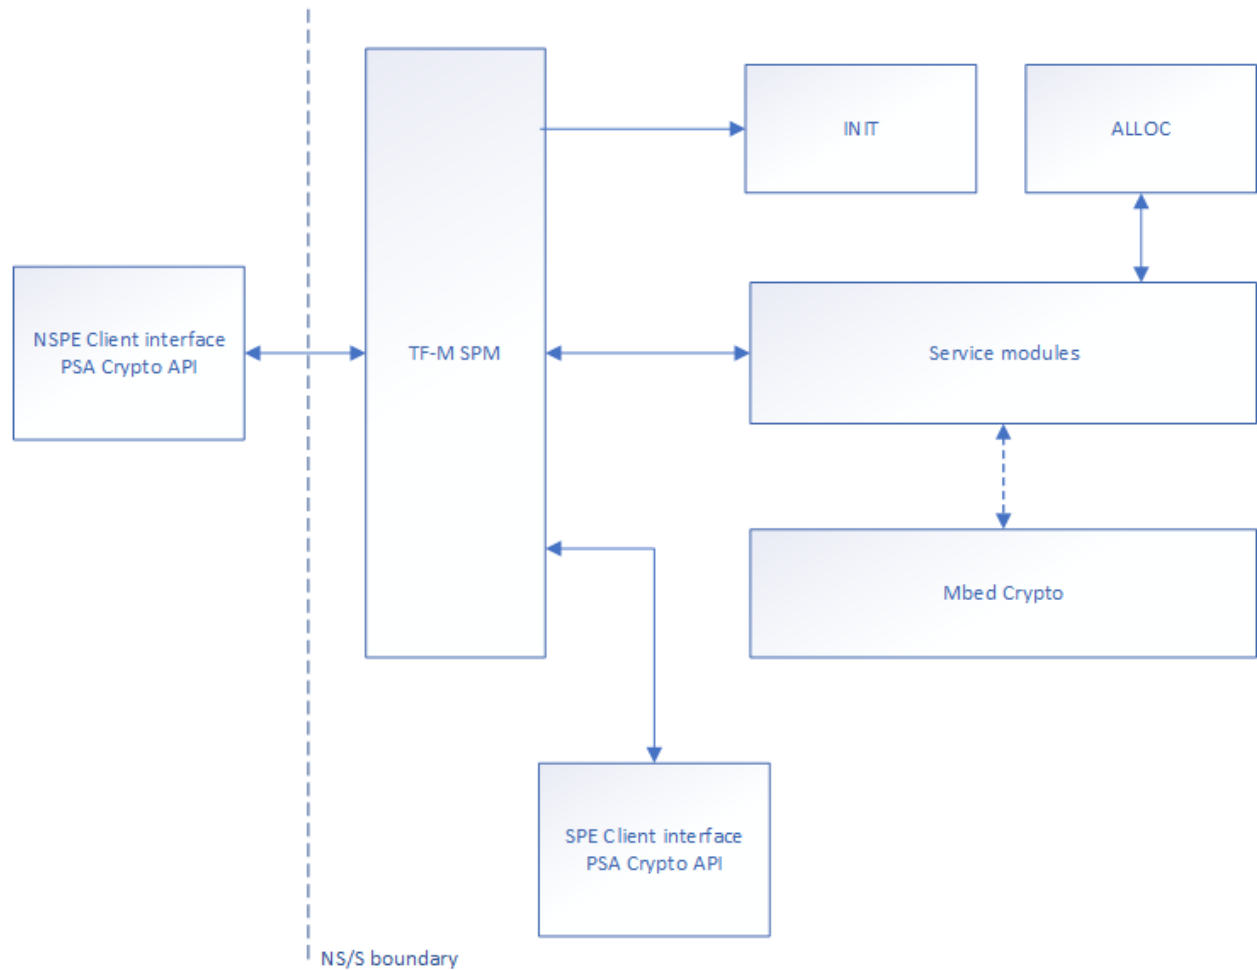 INIT
ALLOC
NSPE Client interface
PSA Crypto API
TF-M SPM
Service modules
Mbed Crypto
SPE Client interface
PSA Crypto API
NS/S boundary